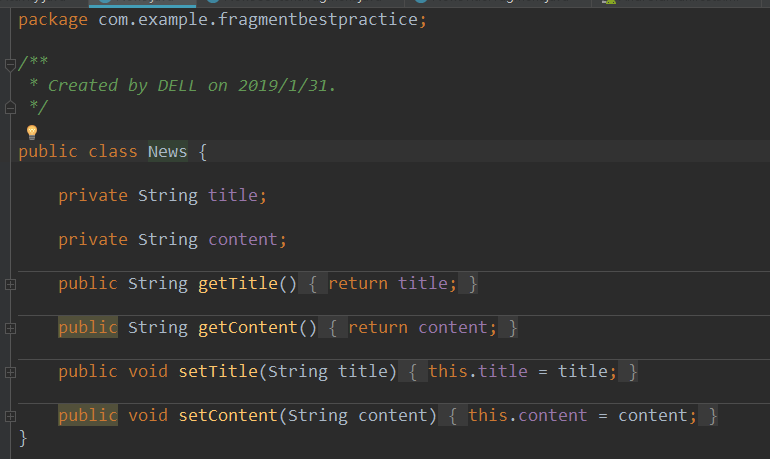 package com.example.fragmentbestpractice;
/**
 * Created by DELL on 2019/1/31.
 */
public class News {
    private String title;
    private String content;
    public String getTitle() { return title; }
    public String getContent() { return content; }
    public void setTitle(String title) { this.title = title; }
    public void setContent(String content) { this.content = content; }
}